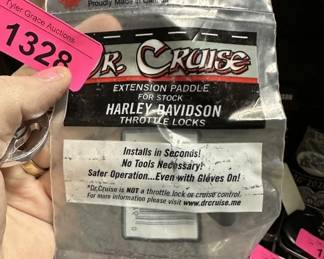 Proudly Made in Canada
Tyler Grace Auctions
1328
DR. CRUISE
EXTENSION PADDLE
FOR STOCK
HARLEY-DAVIDSON
THROTTLE LOCKS
Installs in Seconds!
No Tools Necessary!
Safer Operation...Even with Gloves On!
*Dr.Cruise is NOT a throttle lock or cruise control.
For more information please visit www.drcruise.me